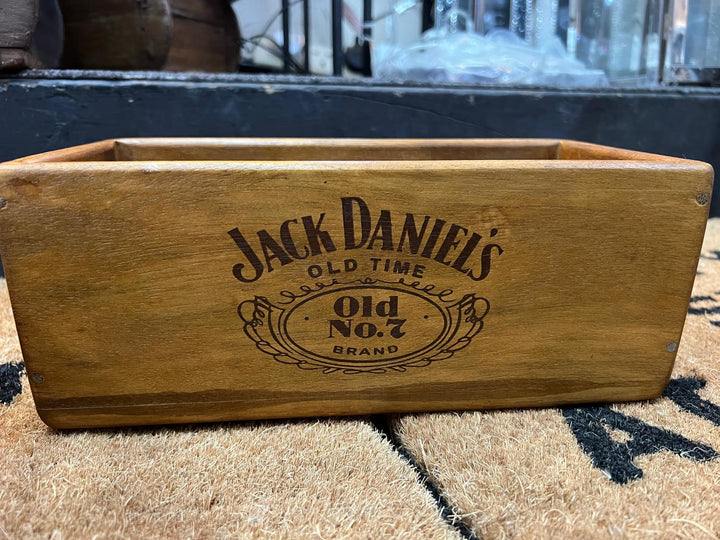 JACK DANIEL'S
OLD TIME
Old
No.7
BRAND